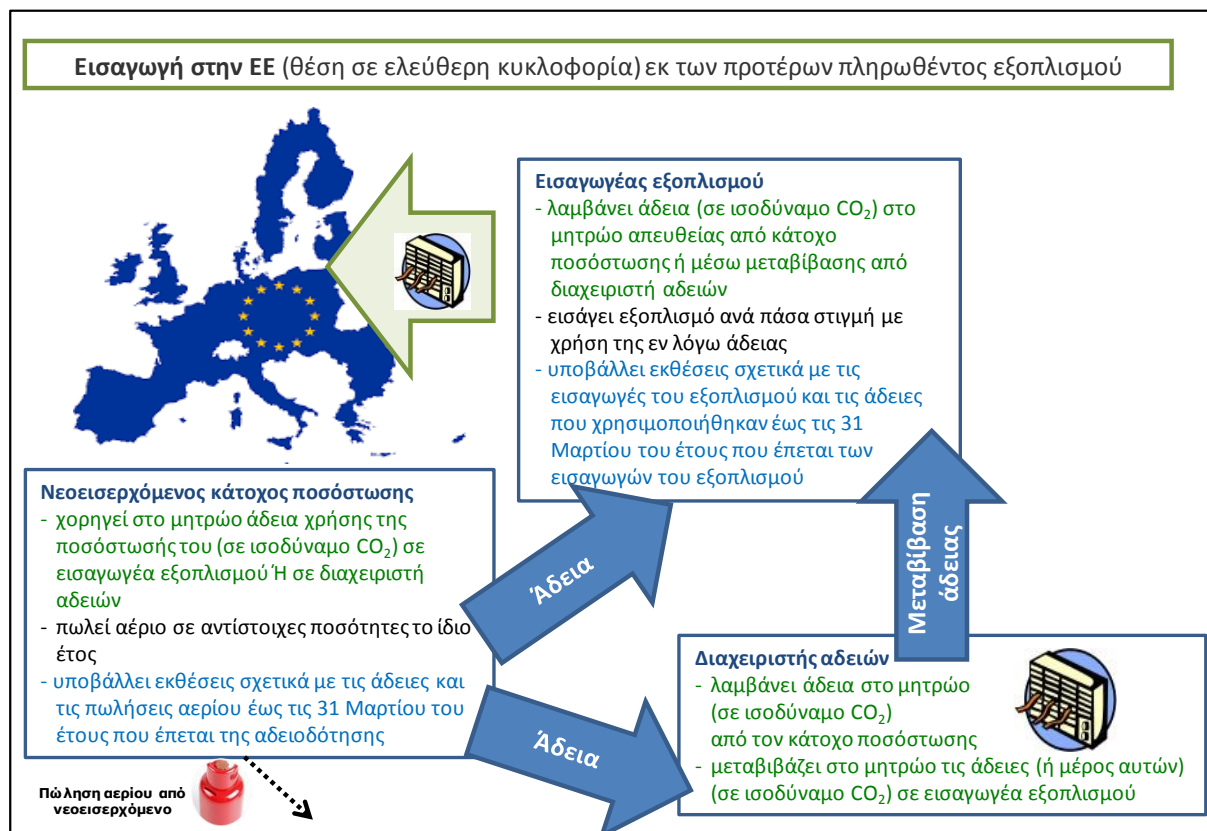 Εισαγωγή στην ΕΕ (θέση σε ελεύθερη κυκλοφορία) εκ των προτέρων πληρωθέντος εξοπλισμού
Εισαγωγέας εξοπλισμού
- λαμβάνει άδεια (σε ισοδύναμο CO₂) στο
μητρώο απευθείας από κάτοχο
ποσόστωσης ή μέσω μεταβίβασης από
διαχειριστή αδειών
- εισάγει εξοπλισμό ανά πάσα στιγμή με
χρήση της εν λόγω άδειας
- υποβάλλει εκθέσεις σχετικά με τις
εισαγωγές του εξοπλισμού και τις άδειες
που χρησιμοποιήθηκαν έως τις 31
Μαρτίου του έτους που έπεται των
εισαγωγών του εξοπλισμού
Νεοεισερχόμενος κάτοχος ποσόστωσης
- χορηγεί στο μητρώο άδεια χρήσης της
ποσόστωσής του (σε ισοδύναμο CO₂) σε
εισαγωγέα εξοπλισμού Ή σε διαχειριστή
αδειών
- πωλεί αέριο σε αντίστοιχες ποσότητες το ίδιο
έτος
- υποβάλλει εκθέσεις σχετικά με τις άδειες και
τις πωλήσεις αερίου έως τις 31 Μαρτίου του
έτους που έπεται της αδειοδότησης
Άδεια
Άδεια
Μεταβίβαση
άδειας
Διαχειριστής αδειών
- λαμβάνει άδεια στο μητρώο
(σε ισοδύναμο CO₂)
από τον κάτοχο ποσόστωσης
- μεταβιβάζει στο μητρώο τις άδειες (ή μέρος αυτών)
(σε ισοδύναμο CO₂) σε εισαγωγέα εξοπλισμού
Πώληση αερίου από
νεοεισερχόμενο